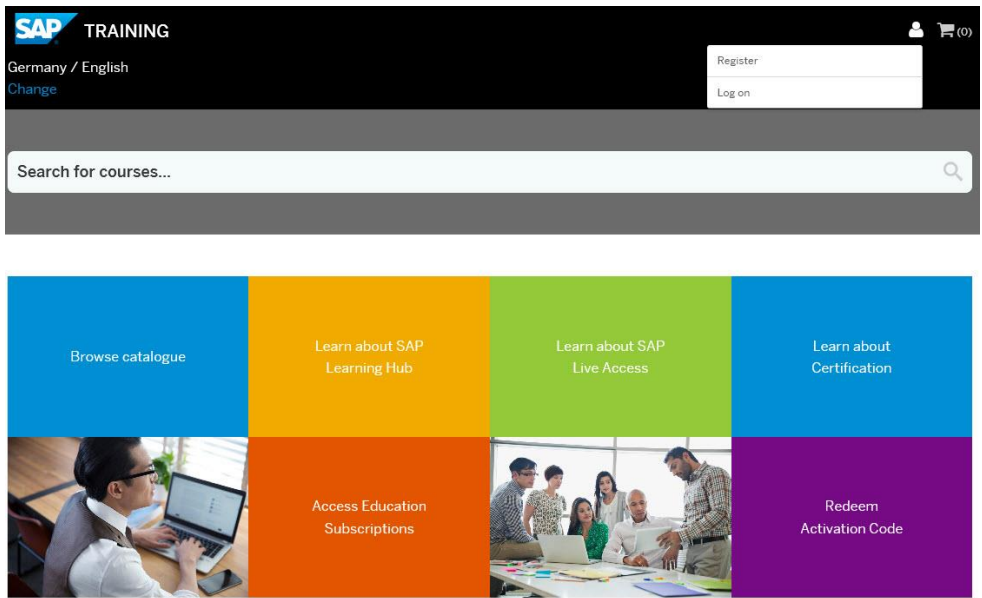 SAP TRAINING
(0)
Germany / English
Change
Register
Log on
Search for courses...
Browse catalogue
Learn about SAP
Learning Hub
Learn about SAP
Live Access
Learn about
Certification
Access Education
Subscriptions
Redeem
Activation Code